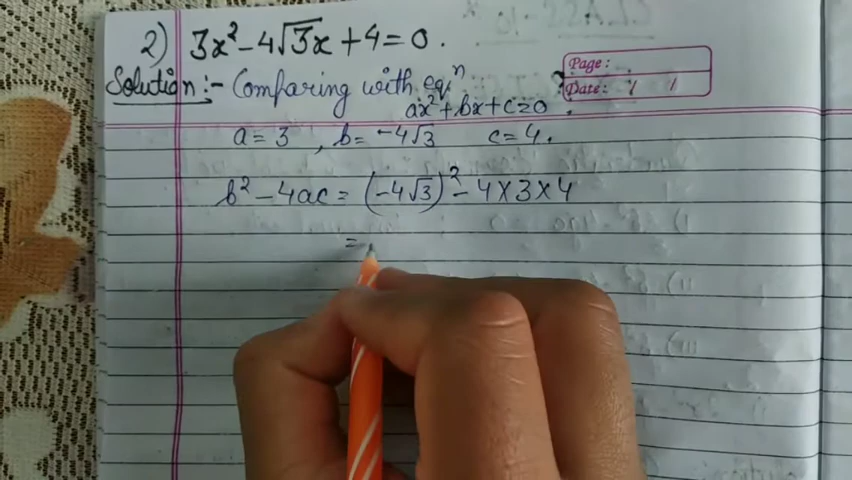 2) 3x² - 4√3x + 4 = 0.
Solution :- Comparing with eqⁿ
ax² + bx + c = 0.
Page:
Date: / /
a = 3 , b = -4√3 c = 4.
b² - 4ac = (-4√3)² - 4 × 3 × 4
=